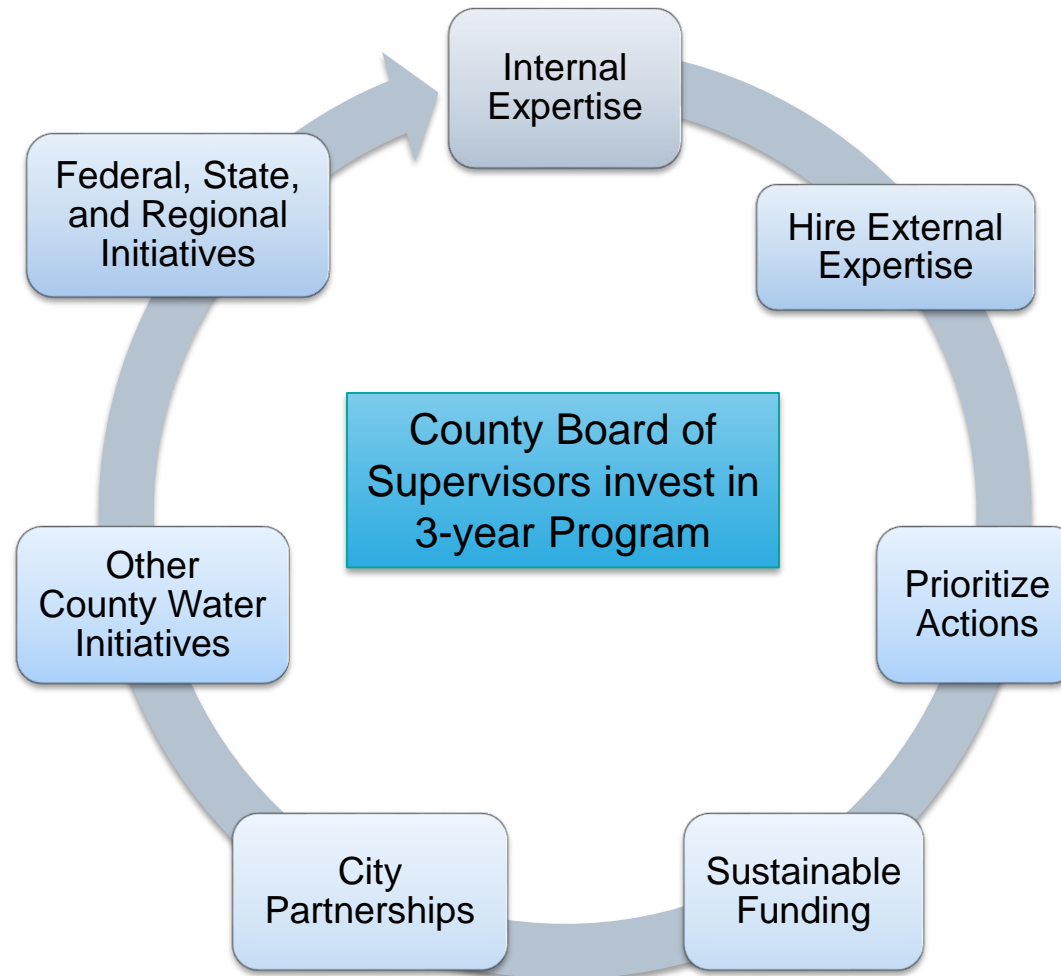 Internal
Expertise
Hire External
Expertise
Prioritize
Actions
Sustainable
Funding
City
Partnerships
Other
County Water
Initiatives
Federal, State,
and Regional
Initiatives
County Board of
Supervisors invest in
3-year Program